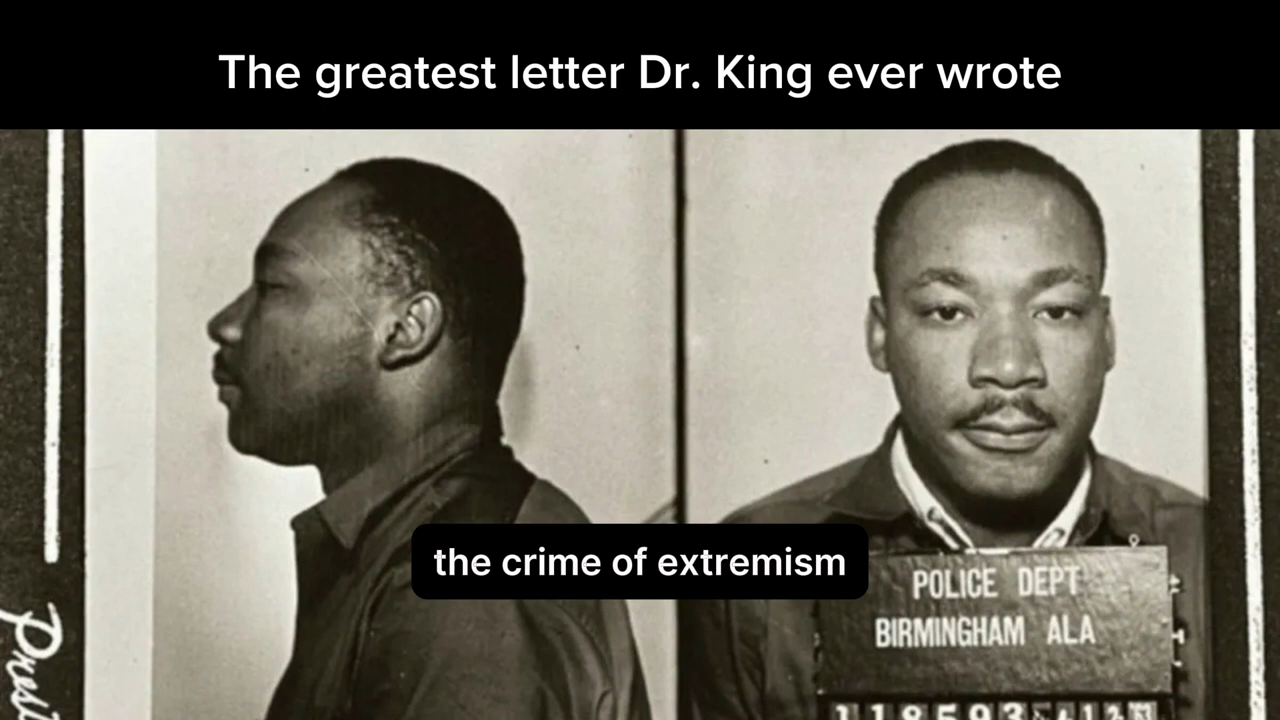 The greatest letter Dr. King ever wrote
the crime of extremism
POLICE DEPT
BIRMINGHAM ALA